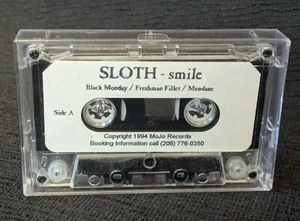 SLOTH - smile
Black Monday / Freshman Fillet / Mundane
Side A
Copyright 1994 MoJo Records
Booking Information call (206) 776-0350